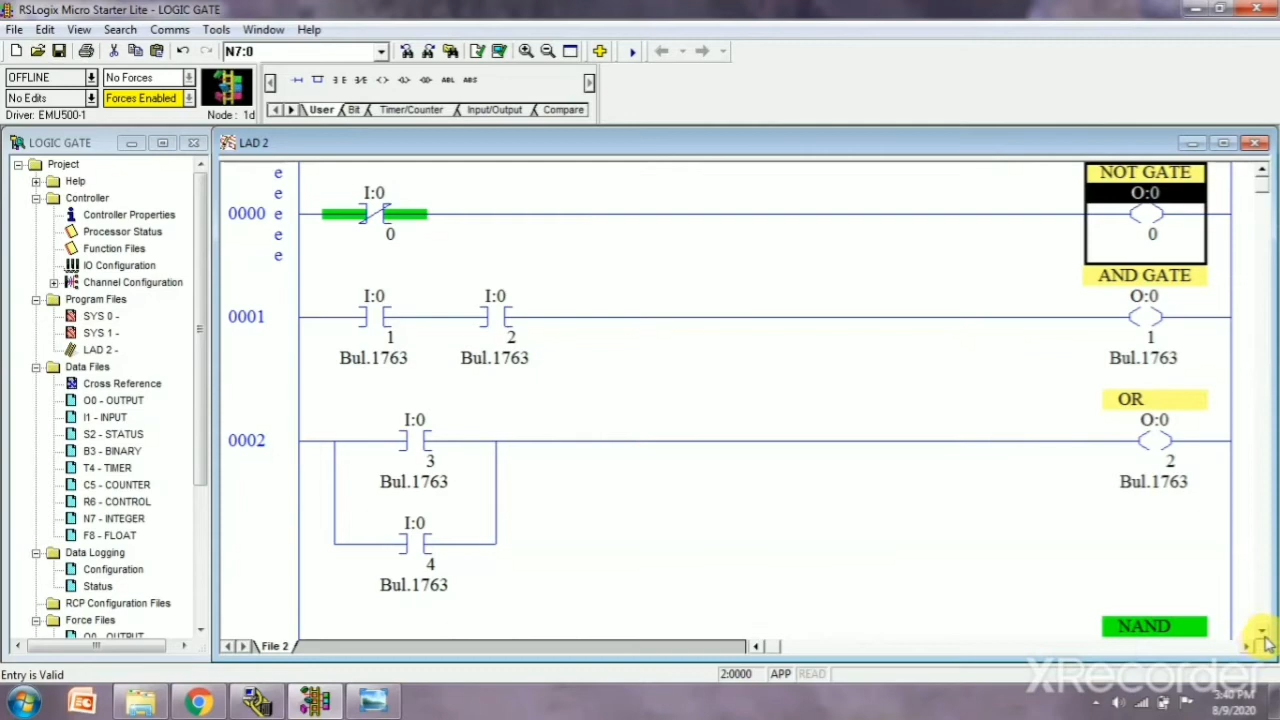 RSLogix Micro Starter Lite - LOGIC GATE
File Edit View Search Comms Tools Window Help
N7:0
OFFLINE No Forces
No Edits Forces Enabled
Driver: EMU500-1 Node : 1d
ABL ABS
User Bit Timer/Counter Input/Output Compare
LOGIC GATE
Project
Help
Controller
Controller Properties
Processor Status
Function Files
IO Configuration
Channel Configuration
Program Files
SYS 0 -
SYS 1 -
LAD 2 -
Data Files
Cross Reference
O0 - OUTPUT
I1 - INPUT
S2 - STATUS
B3 - BINARY
T4 - TIMER
C5 - COUNTER
R6 - CONTROL
N7 - INTEGER
F8 - FLOAT
Data Logging
Configuration
Status
RCP Configuration Files
Force Files
O0 - OUTPUT
LAD 2
e
e
0000 e
e
e
I:0
0
NOT GATE
O:0
0
0001
I:0
1
Bul.1763
I:0
2
Bul.1763
AND GATE
O:0
1
Bul.1763
0002
I:0
3
Bul.1763
I:0
4
Bul.1763
OR
O:0
2
Bul.1763
NAND
File 2
Entry is Valid
2:0000 APP READ
XRecorder
3:40 PM
8/9/2020